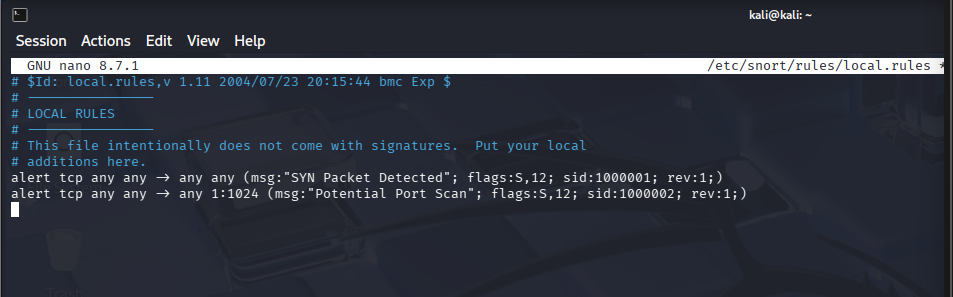 kali@kali: ~
Session Actions Edit View Help
GNU nano 8.7.1 /etc/snort/rules/local.rules *
# $Id: local.rules,v 1.11 2004/07/23 20:15:44 bmc Exp $
# ----------------
# LOCAL RULES
# ----------------
# This file intentionally does not come with signatures.  Put your local
# additions here.
alert tcp any any -> any any (msg:"SYN Packet Detected"; flags:S,12; sid:1000001; rev:1;)
alert tcp any any -> any 1:1024 (msg:"Potential Port Scan"; flags:S,12; sid:1000002; rev:1;)